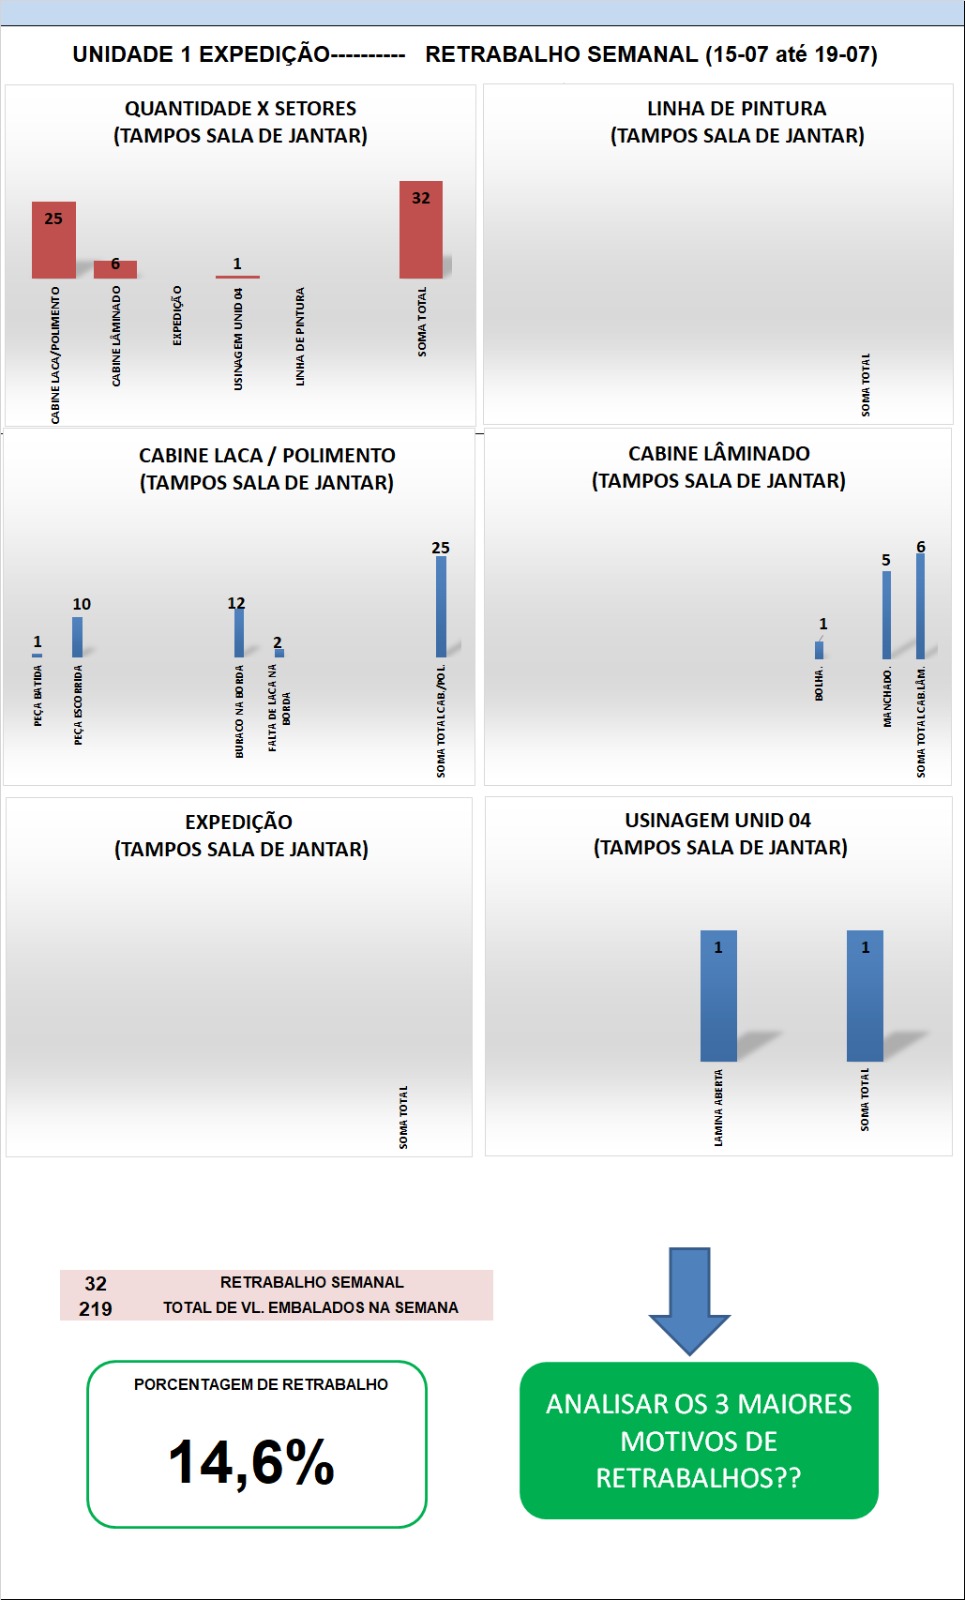 UNIDADE 1 EXPEDIÇÃO---------- RETRABALHO SEMANAL (15-07 até 19-07)
QUANTIDADE X SETORES
(TAMPOS SALA DE JANTAR)
25
6
1
32
CABINE LACA/POLIMENTO
CABINE LÂMINADO
EXPEDIÇÃO
USINAGEM UNID 04
LINHA DE PINTURA
SOMA TOTAL
LINHA DE PINTURA
(TAMPOS SALA DE JANTAR)
SOMA TOTAL
CABINE LACA / POLIMENTO
(TAMPOS SALA DE JANTAR)
1
10
12
2
25
PEÇA BATIDA
PEÇA ESCORRIDA
BURACO NA BORDA
FALTA DE LACA NA
BORDA
SOMA TOTAL CAB./POL.
CABINE LÂMINADO
(TAMPOS SALA DE JANTAR)
1
5
6
BOLHA.
MANCHADO.
SOMA TOTAL CAB.LÂM.
EXPEDIÇÃO
(TAMPOS SALA DE JANTAR)
SOMA TOTAL
USINAGEM UNID 04
(TAMPOS SALA DE JANTAR)
1
1
LAMINA ABERTA
SOMA TOTAL
32 RETRABALHO SEMANAL
219 TOTAL DE VL. EMBALADOS NA SEMANA
PORCENTAGEM DE RETRABALHO
14,6%
ANALISAR OS 3 MAIORES
MOTIVOS DE
RETRABALHOS??